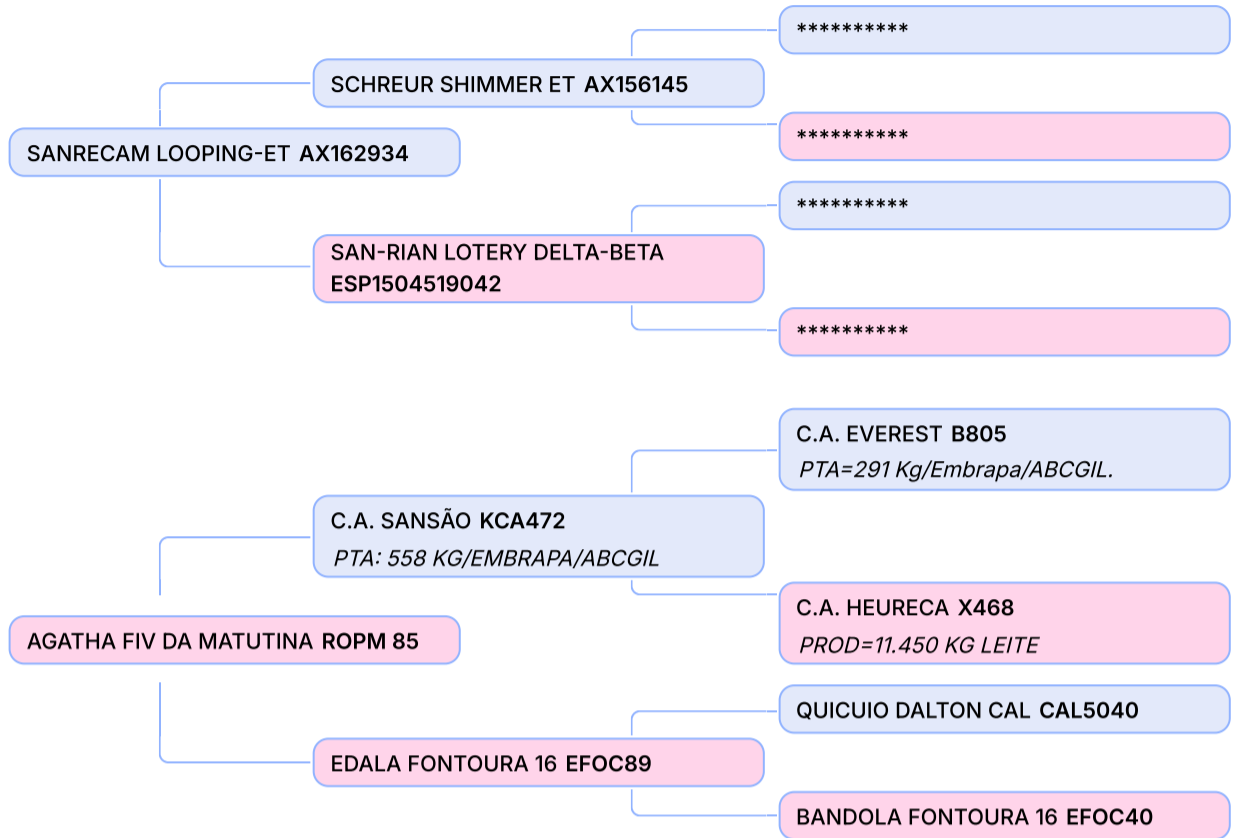 **********
SCHREUR SHIMMER ET AX156145
**********
SANRECAM LOOPING-ET AX162934
**********
SAN-RIAN LOTERY DELTA-BETA
ESP1504519042
**********
C.A. EVEREST B805
PTA=291 Kg/Embrapa/ABCGIL.
C.A. SANSÃO KCA472
PTA: 558 KG/EMBRAPA/ABCGIL
C.A. HEURECA X468
PROD=11.450 KG LEITE
AGATHA FIV DA MATUTINA ROPM 85
QUICUIO DALTON CAL CAL5040
EDALA FONTOURA 16 EFOC89
BANDOLA FONTOURA 16 EFOC40